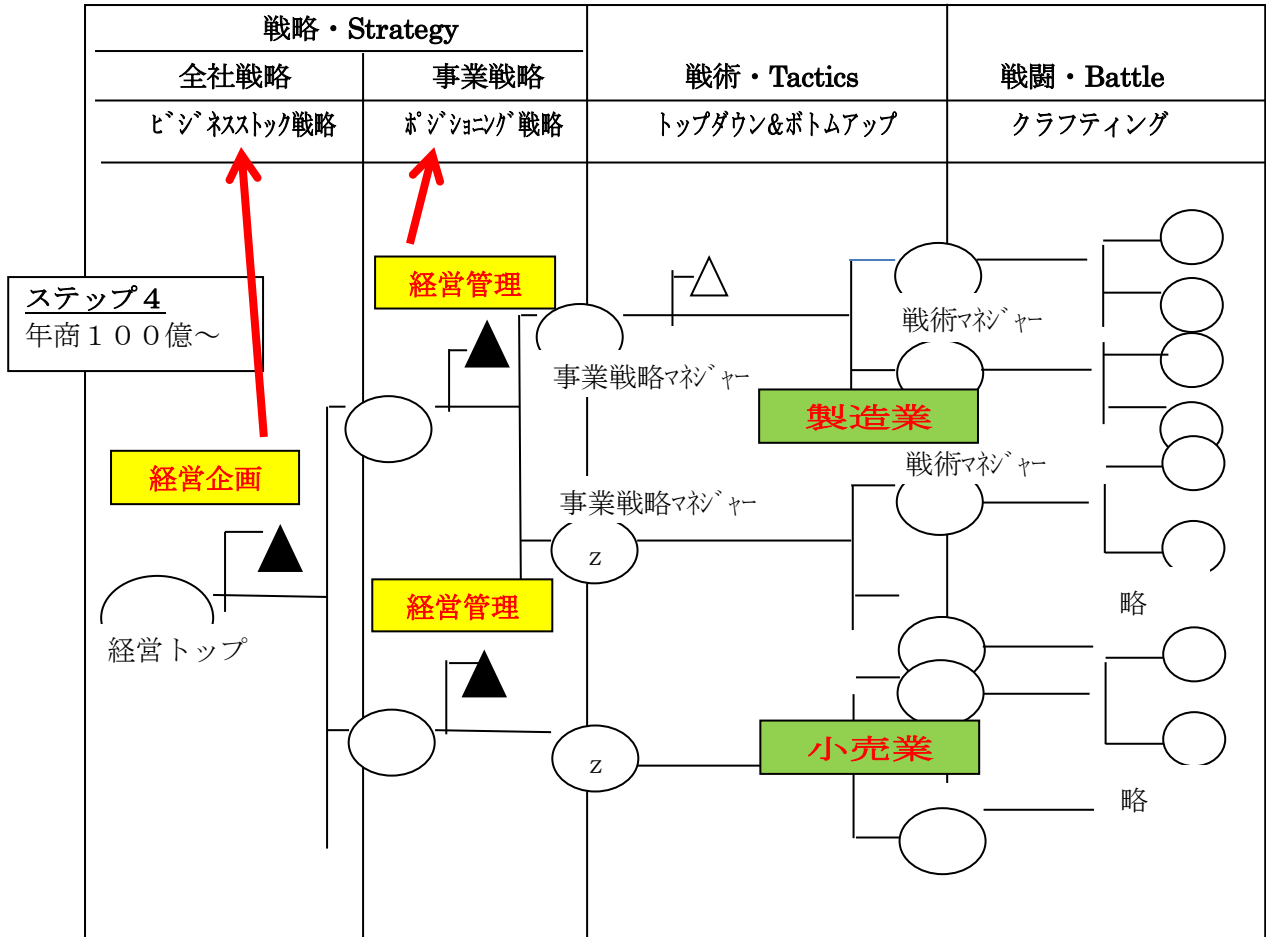 戦略・Strategy
全社戦略
事業戦略
戦術・Tactics
戦闘・Battle
ビジネスストック戦略
ポジショニング戦略
トップダウン&ボトムアップ
クラフティング
経営管理
ステップ４
年商１００億～
戦術マネジャー
事業戦略マネジャー
製造業
経営企画
戦術マネジャー
事業戦略マネジャー
z
経営管理
略
経営トップ
小売業
z
略